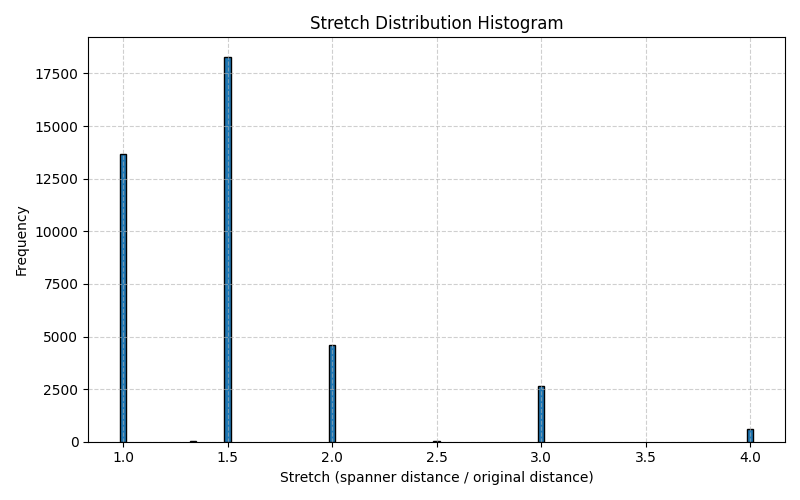 Stretch Distribution Histogram
Frequency
17500
15000
12500
10000
7500
5000
2500
0
1.0 1.5 2.0 2.5 3.0 3.5 4.0
Stretch (spanner distance / original distance)